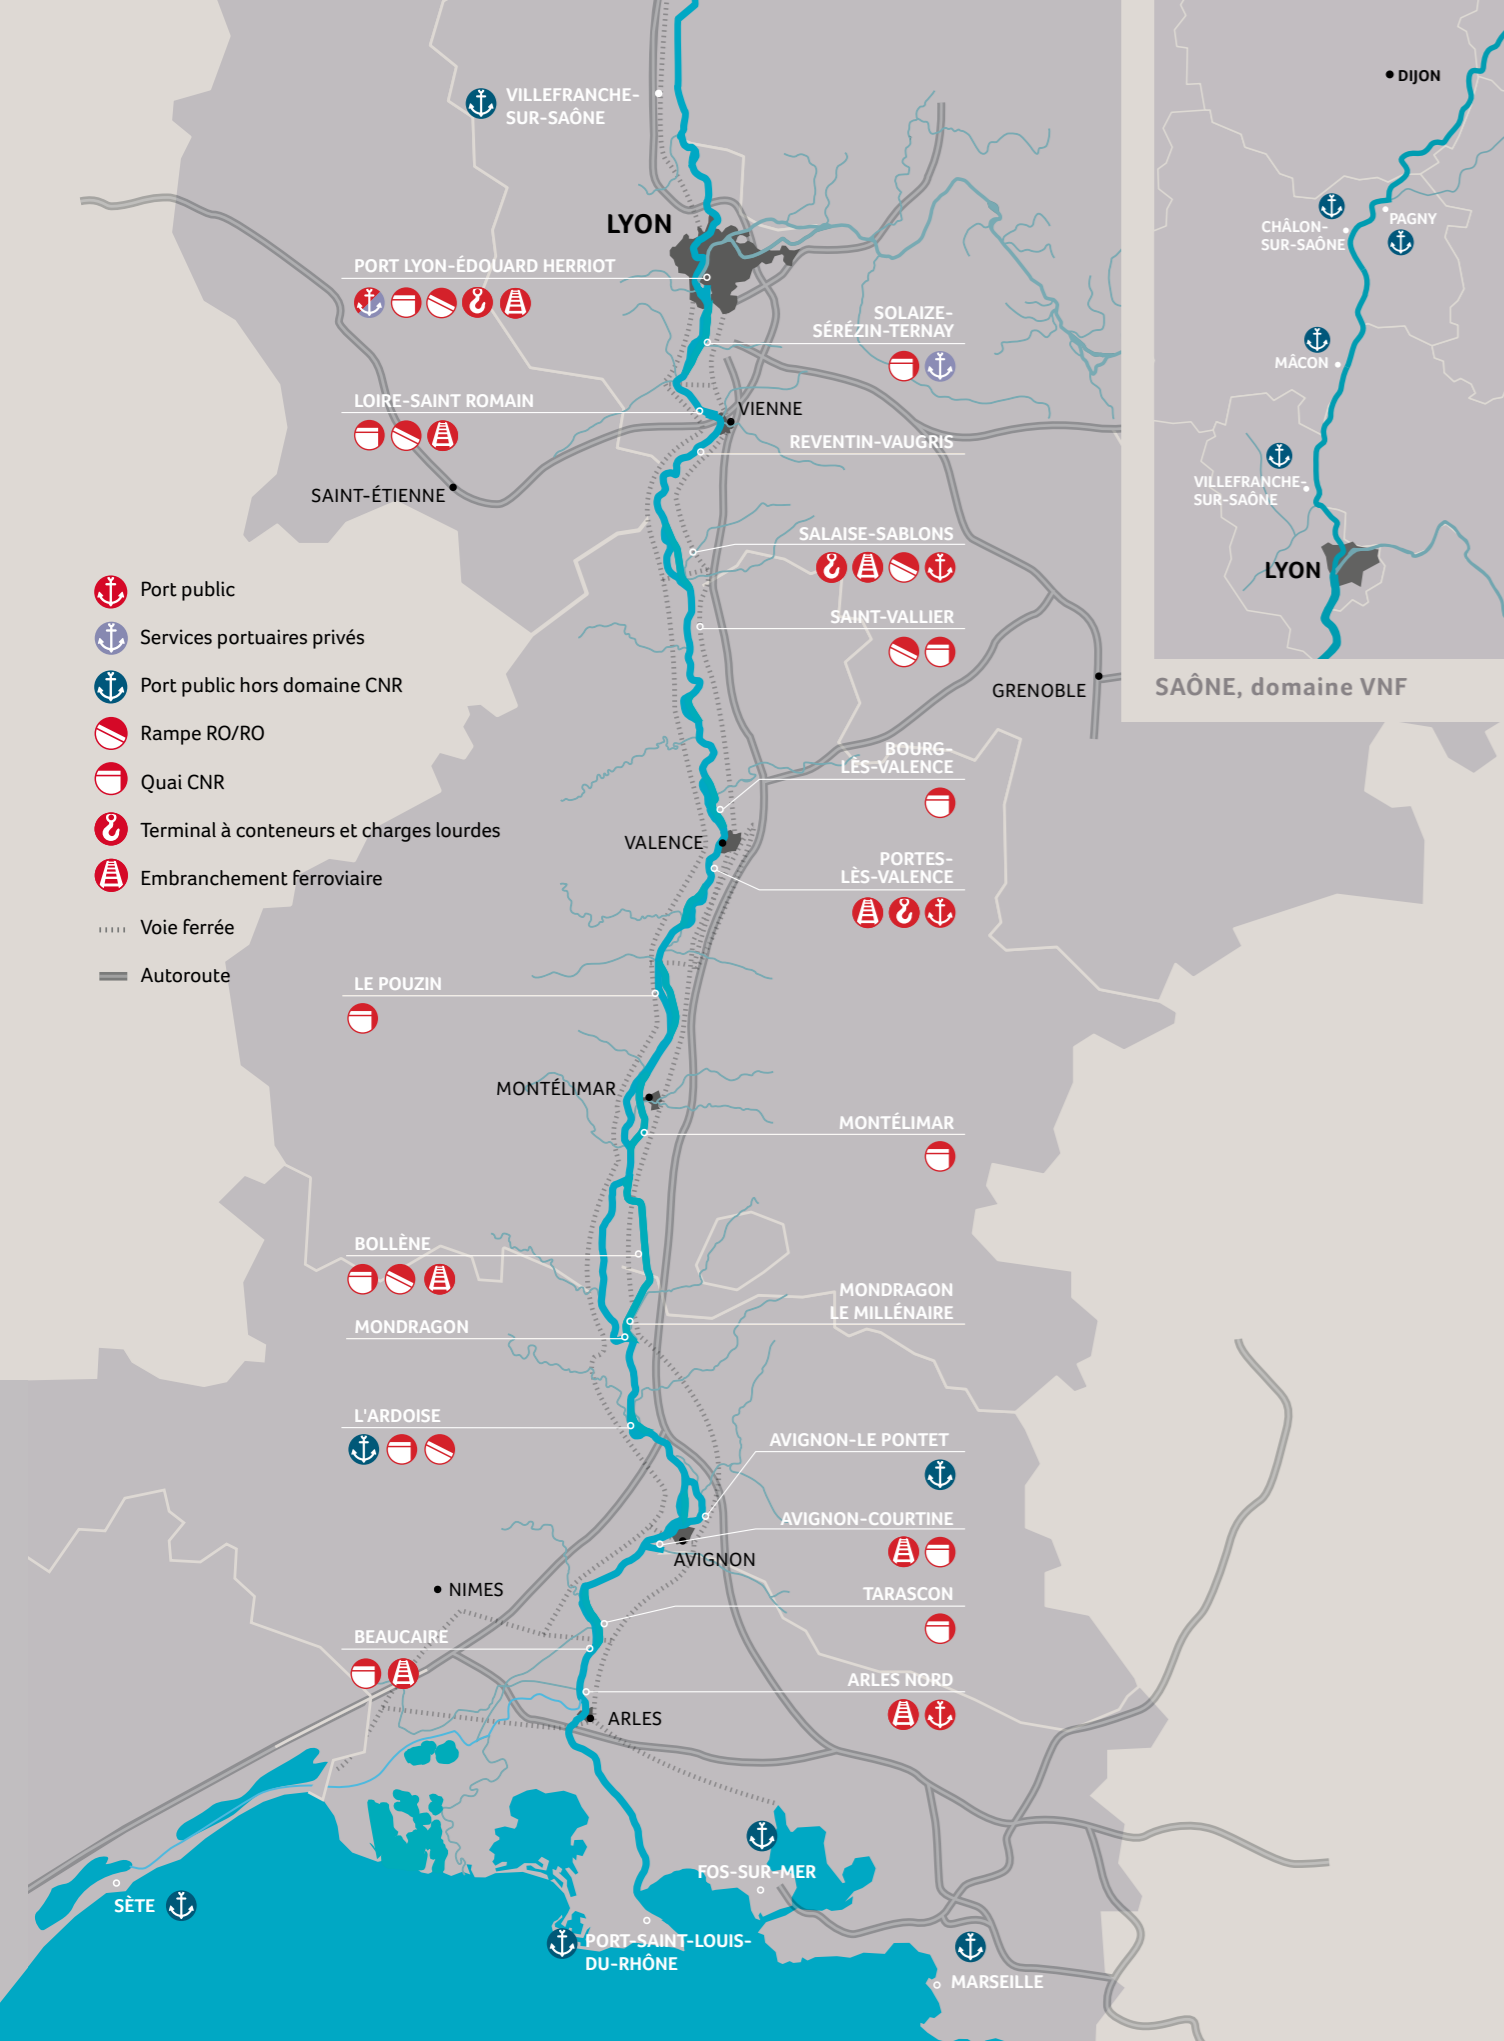 VILLEFRANCHE-
SUR-SAÔNE
LYON
PORT LYON-ÉDOUARD HERRIOT
SOLAIZE-
SÉRÉZIN-TERNAY
LOIRE-SAINT ROMAIN
VIENNE
REVENTIN-VAUGRIS
SAINT-ÉTIENNE
SALAISE-SABLONS
SAINT-VALLIER
GRENOBLE
BOURG-
LÈS-VALENCE
VALENCE
PORTES-
LÈS-VALENCE
LE POUZIN
MONTÉLIMAR
MONTÉLIMAR
BOLLÈNE
MONDRAGON
LE MILLÉNAIRE
MONDRAGON
L'ARDOISE
AVIGNON-LE PONTET
AVIGNON-COURTINE
AVIGNON
NIMES
TARASCON
BEAUCAIRE
ARLES NORD
ARLES
FOS-SUR-MER
SÈTE
PORT-SAINT-LOUIS-
DU-RHÔNE
MARSEILLE
Port public
Services portuaires privés
Port public hors domaine CNR
Rampe RO/RO
Quai CNR
Terminal à conteneurs et charges lourdes
Embranchement ferroviaire
Voie ferrée
Autoroute
DIJON
PAGNY
CHÂLON-
SUR-SAÔNE
MÂCON
VILLEFRANCHE-
SUR-SAÔNE
LYON
SAÔNE, domaine VNF